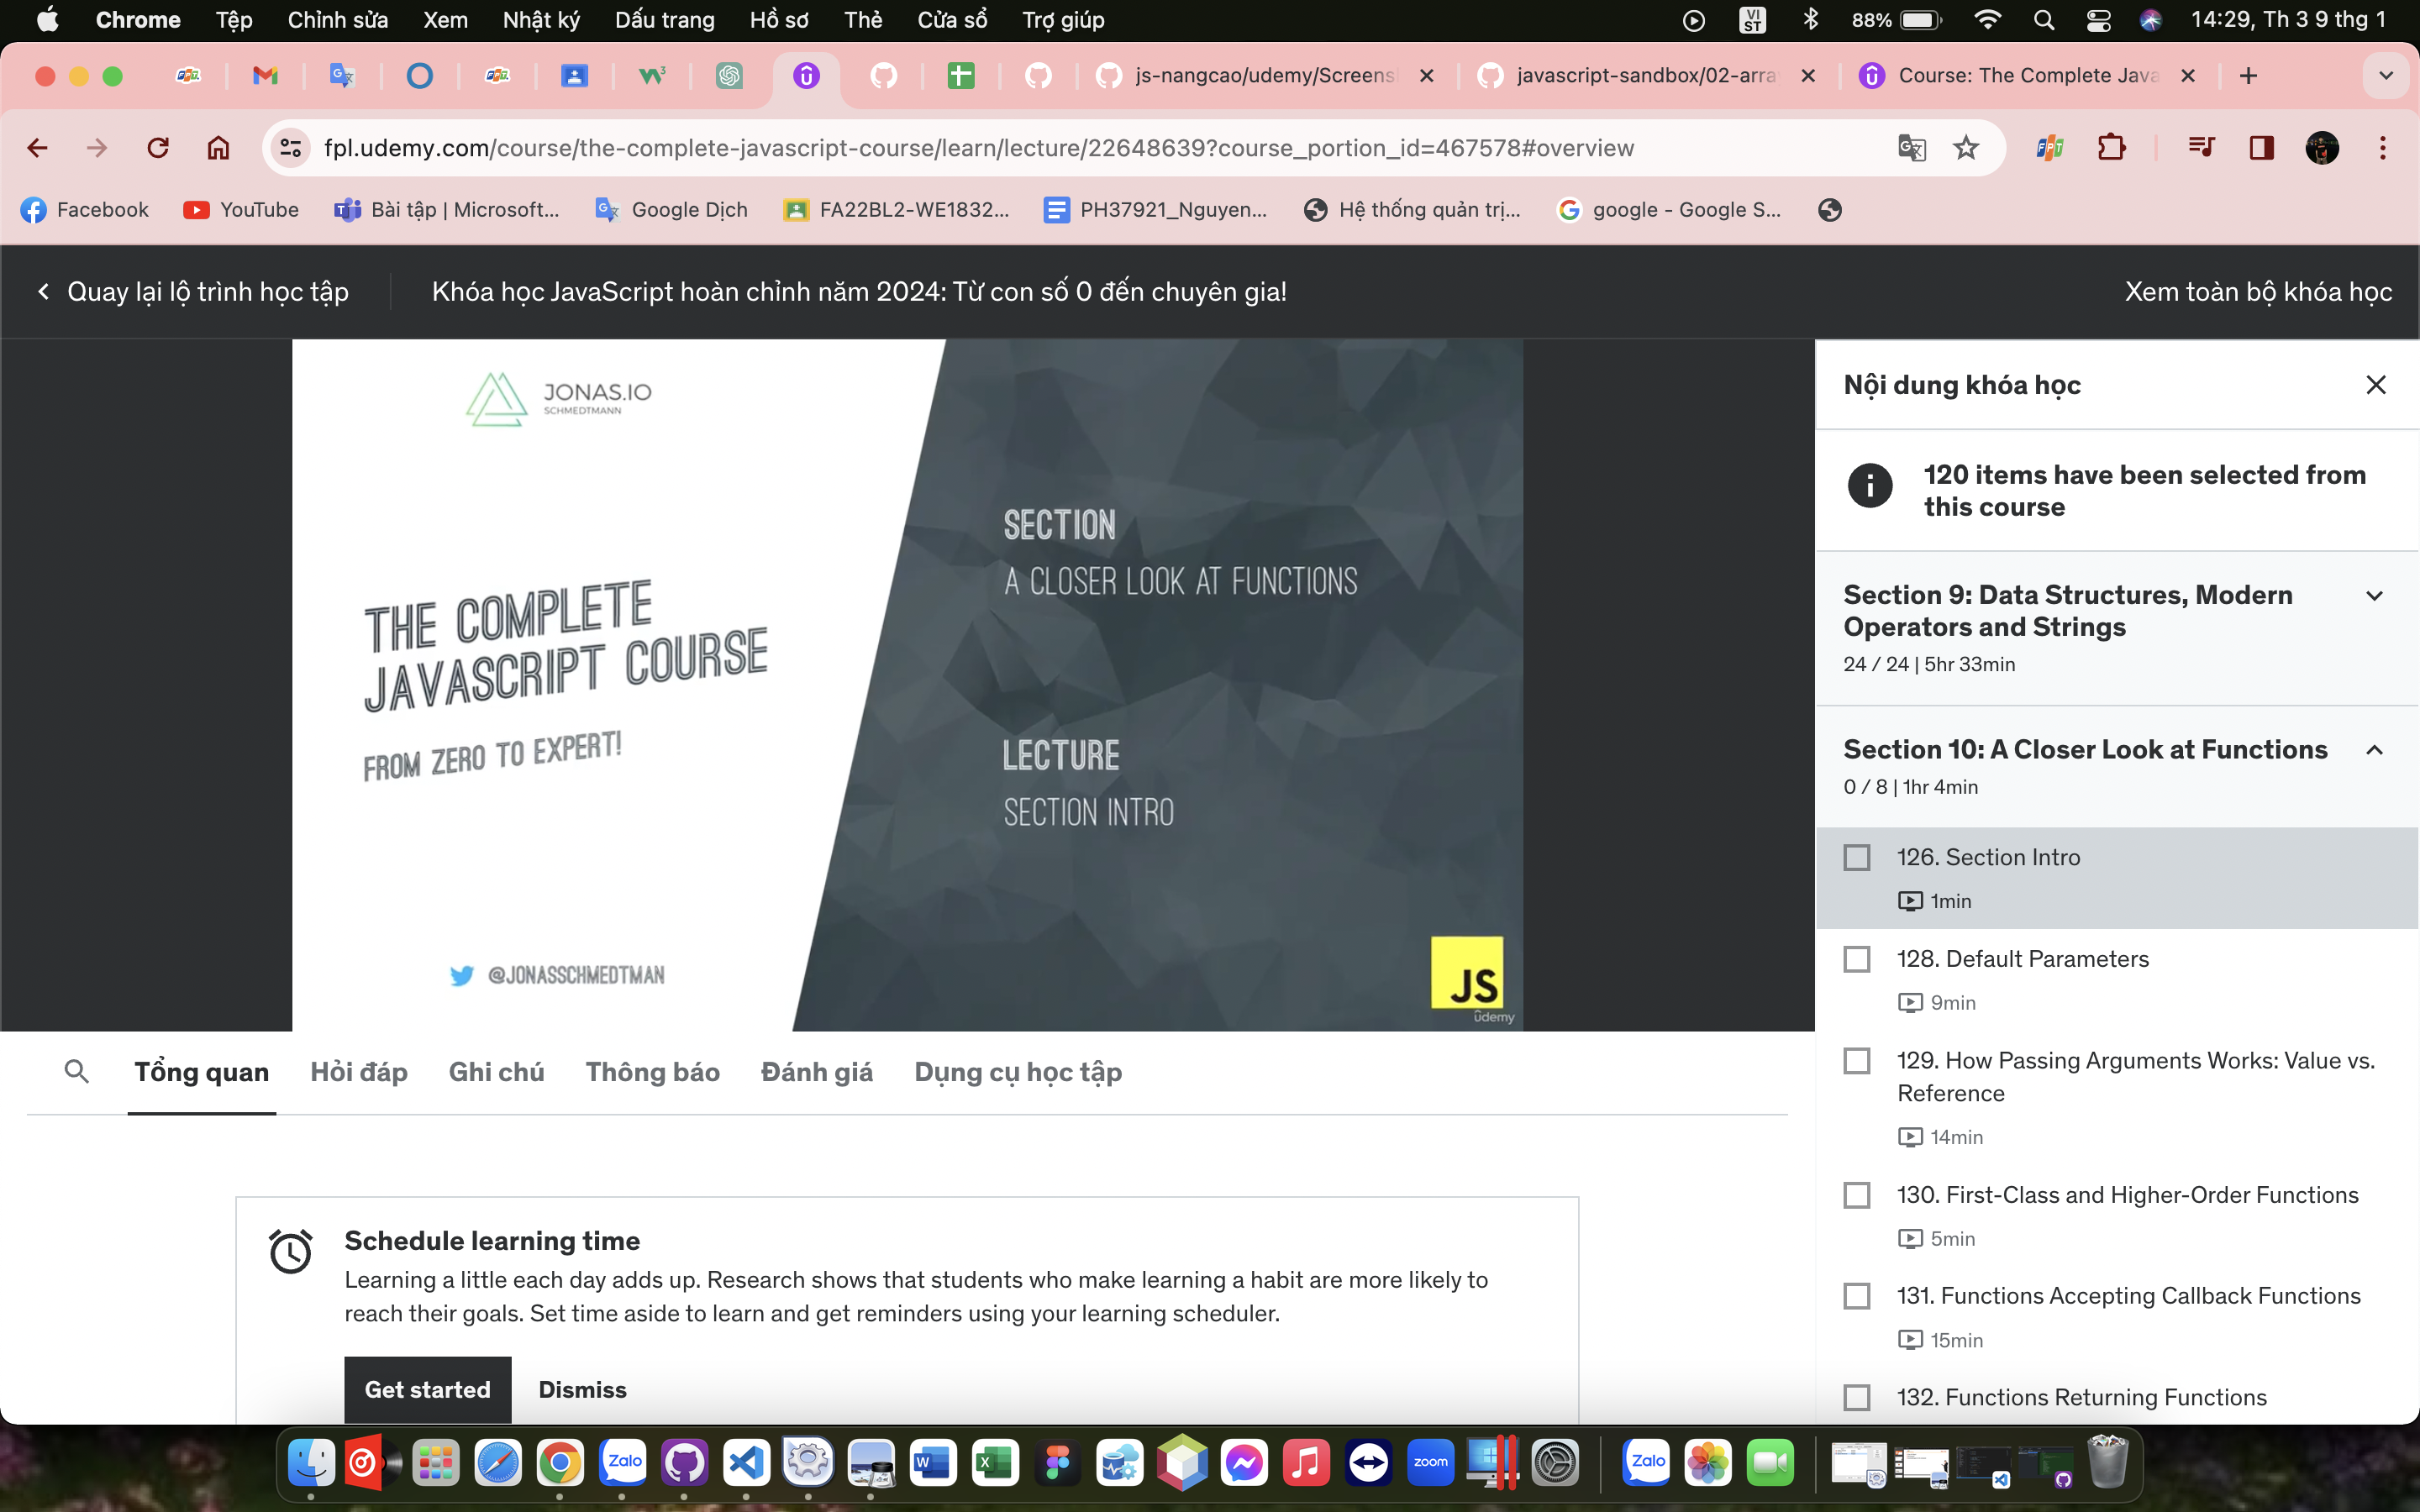 Chrome Tệp Chỉnh sửa Xem Nhật ký Dấu trang Hồ sơ Thẻ Cửa sổ Trợ giúp VI ST 88% 14:29, Th 3 9 thg 1
js-nangcao/udemy/Screens javascript-sandbox/02-arra Course: The Complete Java
fpl.udemy.com/course/the-complete-javascript-course/learn/lecture/22648639?course_portion_id=467578#overview
Facebook YouTube Bài tập | Microsoft... Google Dịch FA22BL2-WE1832... PH37921_Nguyen... Hệ thống quản trị... google - Google S...
Quay lại lộ trình học tập Khóa học JavaScript hoàn chỉnh năm 2024: Từ con số 0 đến chuyên gia! Xem toàn bộ khóa học
JONAS.IO
SCHMEDTMANN
THE COMPLETE
JAVASCRIPT COURSE
FROM ZERO TO EXPERT!
@JONASSCHMEDTMAN
SECTION
A CLOSER LOOK AT FUNCTIONS
LECTURE
SECTION INTRO
JS
udemy
Nội dung khóa học
120 items have been selected from
this course
Section 9: Data Structures, Modern
Operators and Strings
24 / 24 | 5hr 33min
Section 10: A Closer Look at Functions
0 / 8 | 1hr 4min
126. Section Intro
1min
128. Default Parameters
9min
129. How Passing Arguments Works: Value vs.
Reference
14min
130. First-Class and Higher-Order Functions
5min
131. Functions Accepting Callback Functions
15min
132. Functions Returning Functions
Tổng quan Hỏi đáp Ghi chú Thông báo Đánh giá Dụng cụ học tập
Schedule learning time
Learning a little each day adds up. Research shows that students who make learning a habit are more likely to
reach their goals. Set time aside to learn and get reminders using your learning scheduler.
Get started Dismiss
Zalo zoom Zalo